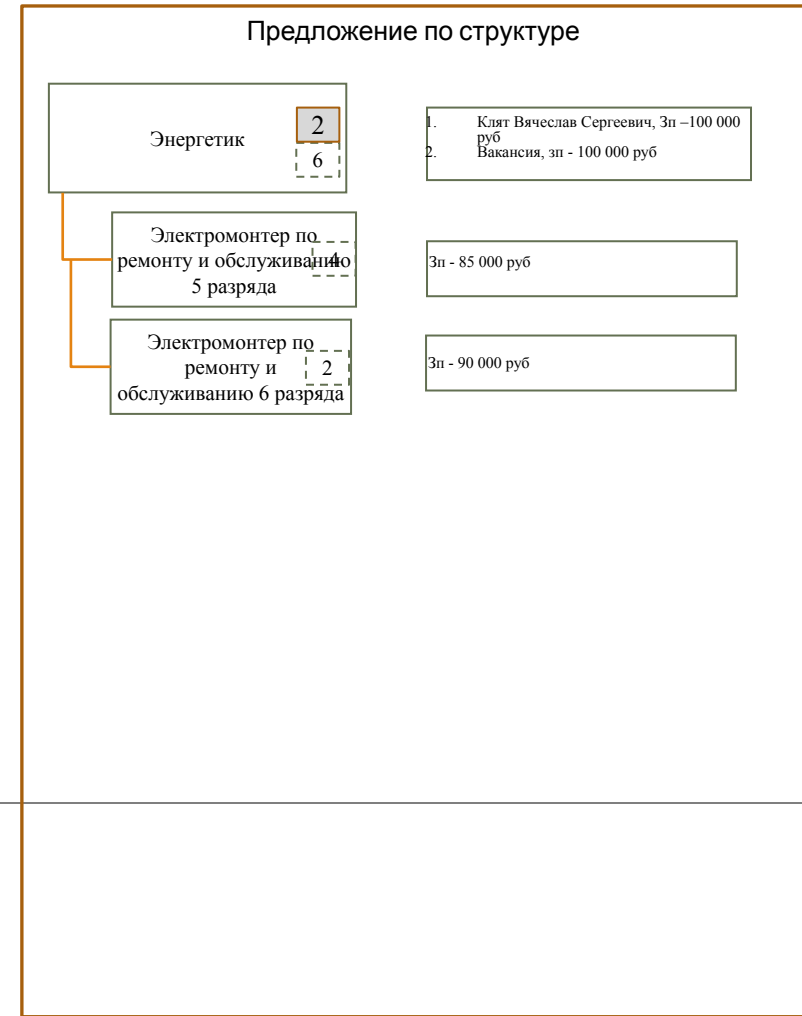 Предложение по структуре
Энергетик
2
6
1. Клят Вячеслав Сергеевич, Зп –100 000
руб
2. Вакансия, зп - 100 000 руб
Электромонтер по
ремонту и обслуживанию
5 разряда
4
Зп - 85 000 руб
Электромонтер по
ремонту и
обслуживанию 6 разряда
2
Зп - 90 000 руб